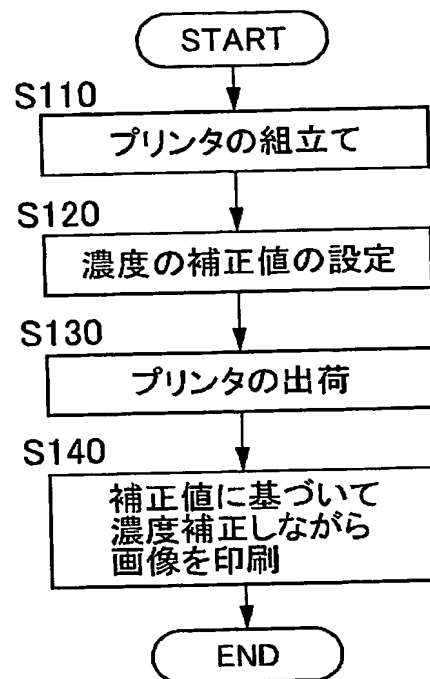 START
S110
プリンタの組立て
S120
濃度の補正値の設定
S130
プリンタの出荷
S140
補正値に基づいて
濃度補正しながら
画像を印刷
END